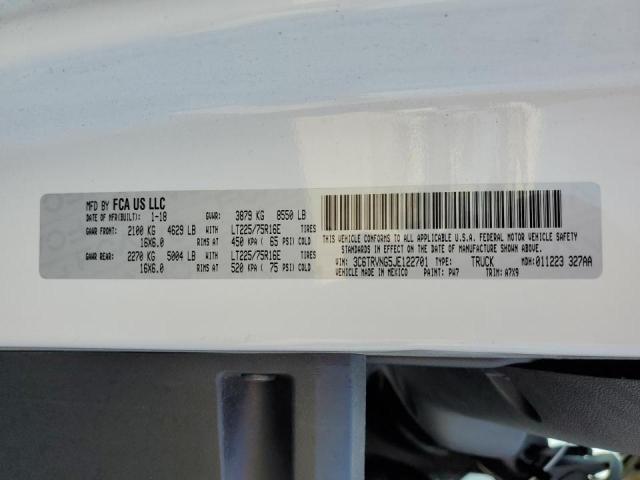 MFD BY FCA US LLC
DATE OF MFR(BUILT): 1-18 GVWR: 3879 KG 8550 LB
GAWR FRONT 2100 KG 4629 LB WITH LT225/75R16E TIRES
16X6.0 RIMS AT 450 KPA ( 65 PSI) COLD
GAWR REAR 2270 KG 5004 LB WITH LT225/75R16E TIRES
16X6.0 RIMS AT 520 KPA ( 75 PSI) COLD
THIS VEHICLE CONFORMS TO ALL APPLICABLE U.S.A. FEDERAL MOTOR VEHICLE SAFETY
STANDARDS IN EFFECT ON THE DATE OF MANUFACTURE SHOWN ABOVE.
VIN: 3C6TRVNG5JE122701 TYPE: TRUCK MDH: 011223 327AA
VEHICLE MADE IN MEXICO PAINT: PW7 TRIM: A7X9